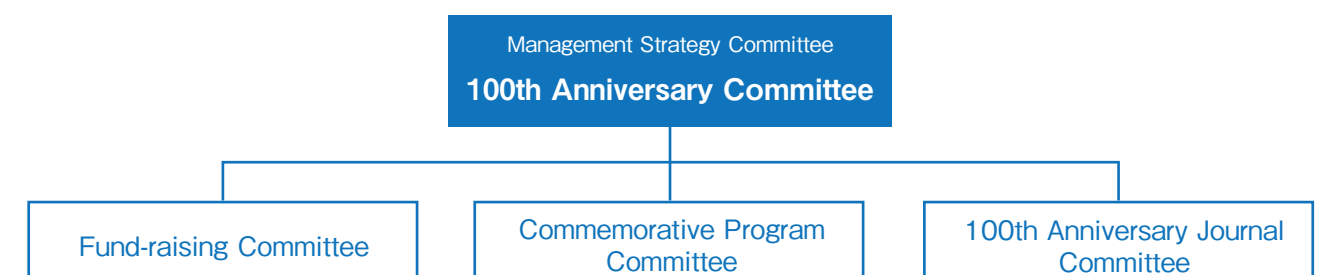 Management Strategy Committee
100th Anniversary Committee
Fund-raising Committee
Commemorative Program
Committee
100th Anniversary Journal
Committee